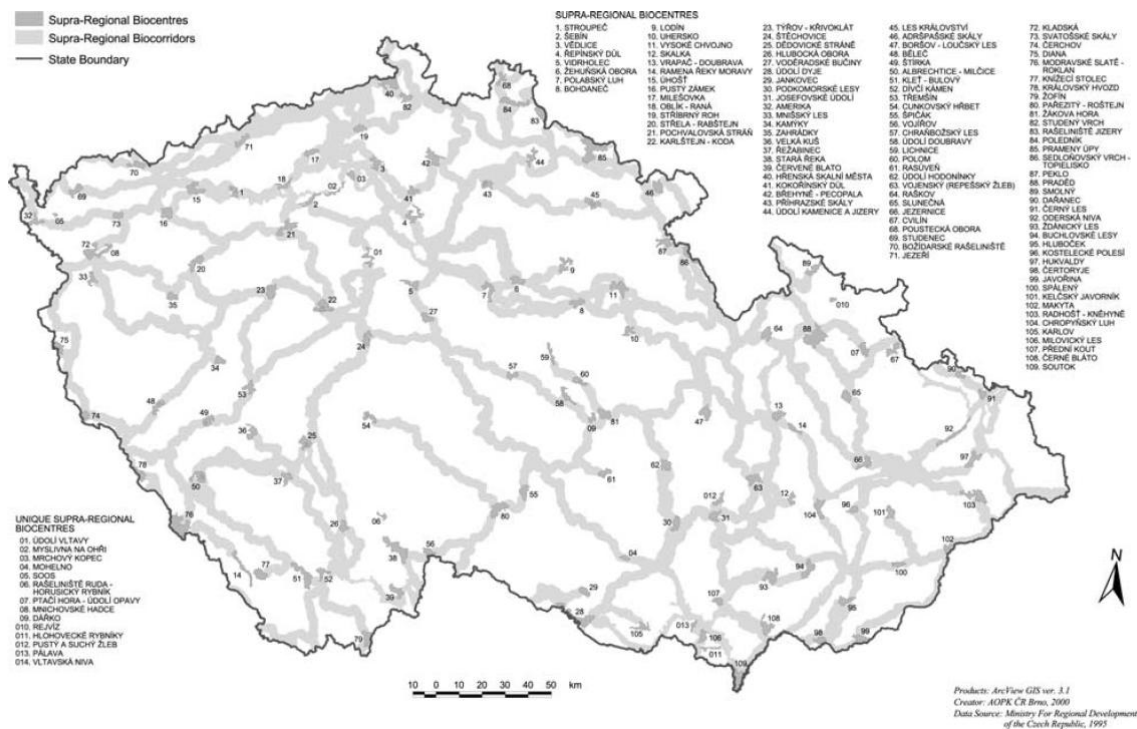 Supra-Regional Biocentres
Supra-Regional Biocorridors
State Boundary
SUPRA-REGIONAL BIOCENTRES
1. STROUPEČ
2. ŠEBÍN
3. VĚDLICE
4. ŘEPÍNSKÝ DŮL
5. VIDRHOLEC
6. ŽEHUŇSKÁ OBORA
7. POLABSKÝ LUH
8. BOHDANEČ
9. LODÍN
10. UHERSKO
11. VYSOKÉ CHVOJNO
12. SKALKA
13. VRAPAČ - DOUBRAVA
14. RAMENA ŘEKY MORAVY
15. ÚHOŠŤ
16. PUSTÝ ZÁMEK
17. MILEŠOVKA
18. OBLÍK - RANÁ
19. STŘÍBRNÝ ROH
20. STŘELA - RABŠTEJN
21. POCHVALOVSKÁ STRÁŇ
22. KARLŠTEJN - KODA
23. TÝŘOV - KŘIVOKLÁT
24. ŠTĚCHOVICE
25. DĚDOVICKÉ STRÁNĚ
26. HLUBOCKÁ OBORA
27. VODĚRADSKÉ BUČINY
28. ÚDOLÍ DYJE
29. JANKOVEC
30. PODKOMORSKÉ LESY
31. JOSEFOVSKÉ ÚDOLÍ
32. AMERIKA
33. MNIŠSKÝ LES
34. KAMÝKY
35. ZAHRÁDKY
36. VELKÁ KUŠ
37. ŘEŽABINEC
38. STARÁ ŘEKA
39. ČERVENÉ BLATO
40. HŘENSKÁ SKALNÍ MĚSTA
41. KOKOŘÍNSKÝ DŮL
42. BŘEHYNĚ - PECOPALA
43. PŘIHRAZSKÉ SKÁLY
44. ÚDOLÍ KAMENICE A JIZERY
45. LES KRÁLOVSTVÍ
46. ADRŠPAŠSKÉ SKÁLY
47. BORŠOV - LOUČSKÝ LES
48. BĚLEČ
49. ŠTÍRKA
50. ALBRECHTICE - MILČICE
51. KLEŤ - BULOVÝ
52. DÍVČÍ KÁMEN
53. TŘEMŠÍN
54. CUNKOVSKÝ HŘBET
55. ŠPIČÁK
56. VOJÍŘOV
57. CHRAŇBOŽSKÝ LES
58. ÚDOLÍ DOUBRAVY
59. LICHNICE
60. POLOM
61. RASŮVEŇ
62. ÚDOLÍ HODONÍNKY
63. VOJENSKÝ (REPEŠSKÝ ŽLEB)
64. RAŠKOV
65. SLUNEČNÁ
66. JEZERNICE
67. CVILÍN
68. POUSTECKÁ OBORA
69. STUDENEC
70. BOŽÍDARSKÉ RAŠELINIŠTĚ
71. JEZEŘÍ
72. KLADSKÁ
73. SVATOŠSKÉ SKÁLY
74. ČERCHOV
75. DIANA
76. MODRAVSKÉ SLATĚ -
ROKLAN
77. KNÍŽECÍ STOLEC
78. KRÁLOVSKÝ HVOZD
79. ŽOFÍN
80. PAŘEZITÝ - ROŠTEJN
81. ŽÁKOVA HORA
82. STUDENÝ VRCH
83. RAŠELINIŠTĚ JIZERY
84. POLEDNÍK
85. PRAMENY ÚPY
86. SEDLOŇOVSKÝ VRCH -
TOPIELISKO
87. PEKLO
88. PRADĚD
89. SMOLNÝ
90. DAŘANEC
91. ČERNÝ LES
92. ODERSKÁ NIVA
93. ŽDÁNICKÝ LES
94. BUCHLOVSKÉ LESY
95. HLUBOČEK
96. KOSTELECKÉ POLESÍ
97. HUKVALDY
98. ČERTORYJE
99. JAVOŘINA
100. SPÁLENÝ
101. KELČSKÝ JAVORNÍK
102. MAKYTA
103. RADHOŠŤ - KNĚHYNĚ
104. CHROPYŇSKÝ LUH
105. KARLOV
106. MILOVICKÝ LES
107. PŘEDNÍ KOUT
108. ČERNÉ BLÁTO
109. SOUTOK
UNIQUE SUPRA-REGIONAL
BIOCENTRES
01. ÚDOLÍ VLTAVY
02. MYSLIVNA NA OHŘI
03. MRCHOVÝ KOPEC
04. MOHELNO
05. SOOS
06. RAŠELINIŠTĚ RUDA -
HORUSICKÝ RYBNÍK
07. PTAČÍ HORA - ÚDOLÍ OPAVY
08. MNICHOVSKÉ HADCE
09. DÁŘKO
010. REJVÍZ
011. HLOHOVECKÉ RYBNÍKY
012. PUSTÝ A SUCHÝ ŽLEB
013. PÁLAVA
014. VLTAVSKÁ NIVA
N
10 0 10 20 30 40 50 km
Products: ArcView GIS ver. 3.1
Creator: AOPK ČR Brno, 2000
Data Source: Ministry For Regional Development
of the Czech Republic, 1995